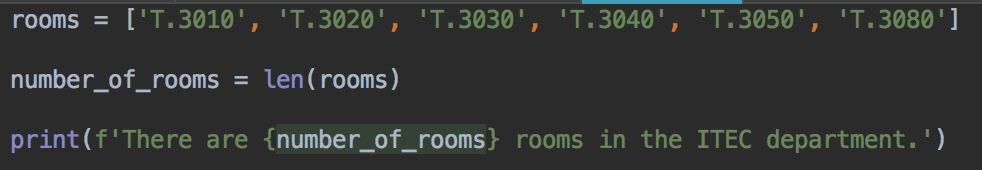 rooms = ['T.3010', 'T.3020', 'T.3030', 'T.3040', 'T.3050', 'T.3080']
number_of_rooms = len(rooms)
print(f'There are {number_of_rooms} rooms in the ITEC department.')